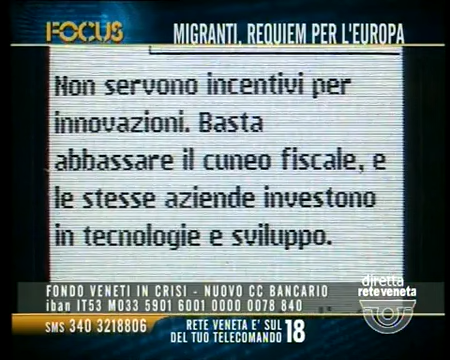 FOCUS
MIGRANTI, REQUIEM PER L'EUROPA
Non servono incentivi per
innovazioni. Basta
abbassare il cuneo fiscale, e
le stesse aziende investono
in tecnologie e sviluppo.
FONDO VENETI IN CRISI - NUOVO CC BANCARIO
iban IT53 M033 5901 6001 0000 0078 840
diretta
reteveneta
SMS 340 3218806
RETE VENETA E' SUL
DEL TUO TELECOMANDO
18